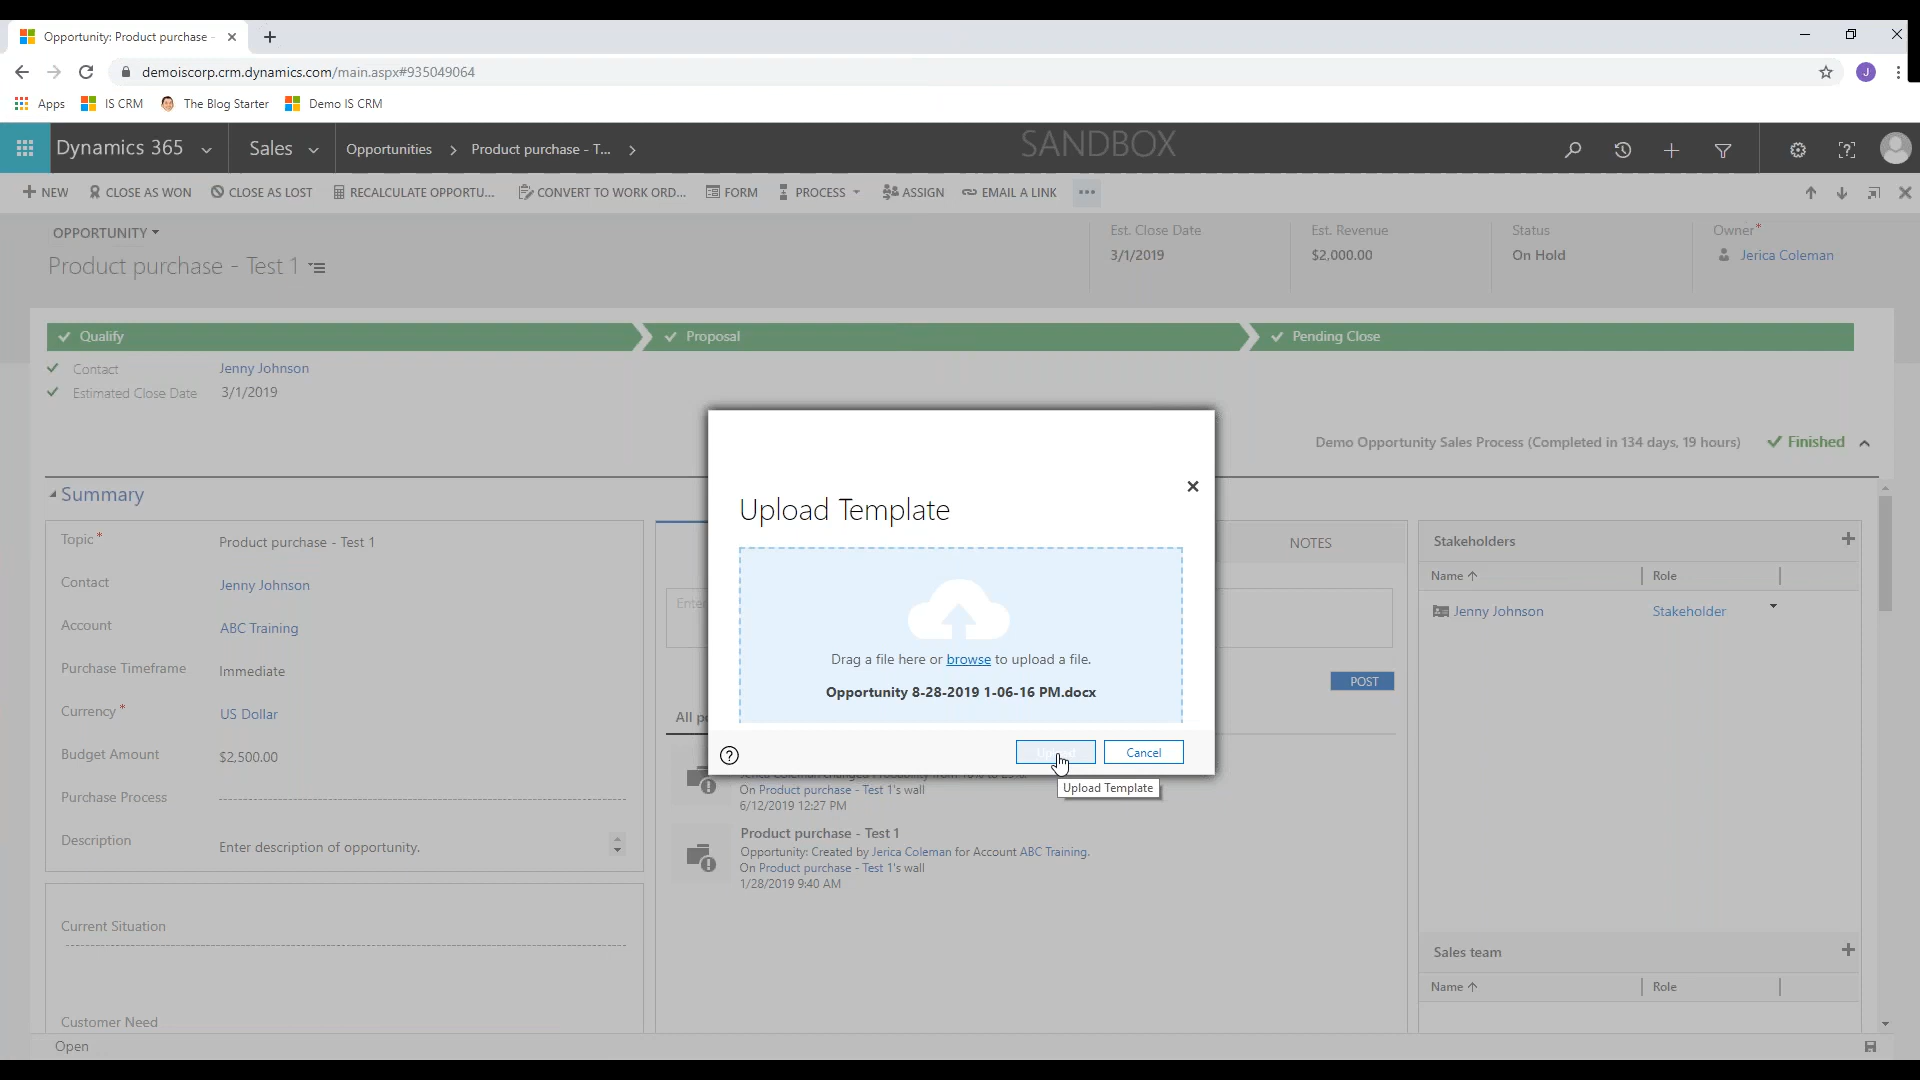 Opportunity: Product purchase -
demoiscorp.crm.dynamics.com/main.aspx#935049064
J
Apps IS CRM The Blog Starter Demo IS CRM
Dynamics 365 Sales Opportunities Product purchase - T... SANDBOX
NEW CLOSE AS WON CLOSE AS LOST RECALCULATE OPPORTU... CONVERT TO WORK ORD... FORM PROCESS ASSIGN EMAIL A LINK
OPPORTUNITY
Product purchase - Test 1
Est. Close Date Est. Revenue Status Owner*
3/1/2019 $2,000.00 On Hold Jerica Coleman
Qualify Proposal Pending Close
Contact Jenny Johnson
Estimated Close Date 3/1/2019
Demo Opportunity Sales Process (Completed in 134 days, 19 hours) Finished
Summary
Topic* Product purchase - Test 1
Contact Jenny Johnson
Account ABC Training
Purchase Timeframe Immediate
Currency* US Dollar
Budget Amount $2,500.00
Purchase Process
Description Enter description of opportunity.
Current Situation
Customer Need
Upload Template
Drag a file here or browse to upload a file.
Opportunity 8-28-2019 1-06-16 PM.docx
Cancel
Upload Template
NOTES
Enter
POST
All
On Product purchase - Test 1's wall
6/12/2019 12:27 PM
Product purchase - Test 1
Opportunity: Created by Jerica Coleman for Account ABC Training.
On Product purchase - Test 1's wall
1/28/2019 9:40 AM
Stakeholders
Name Role
Jenny Johnson Stakeholder
Sales team
Name Role
Open